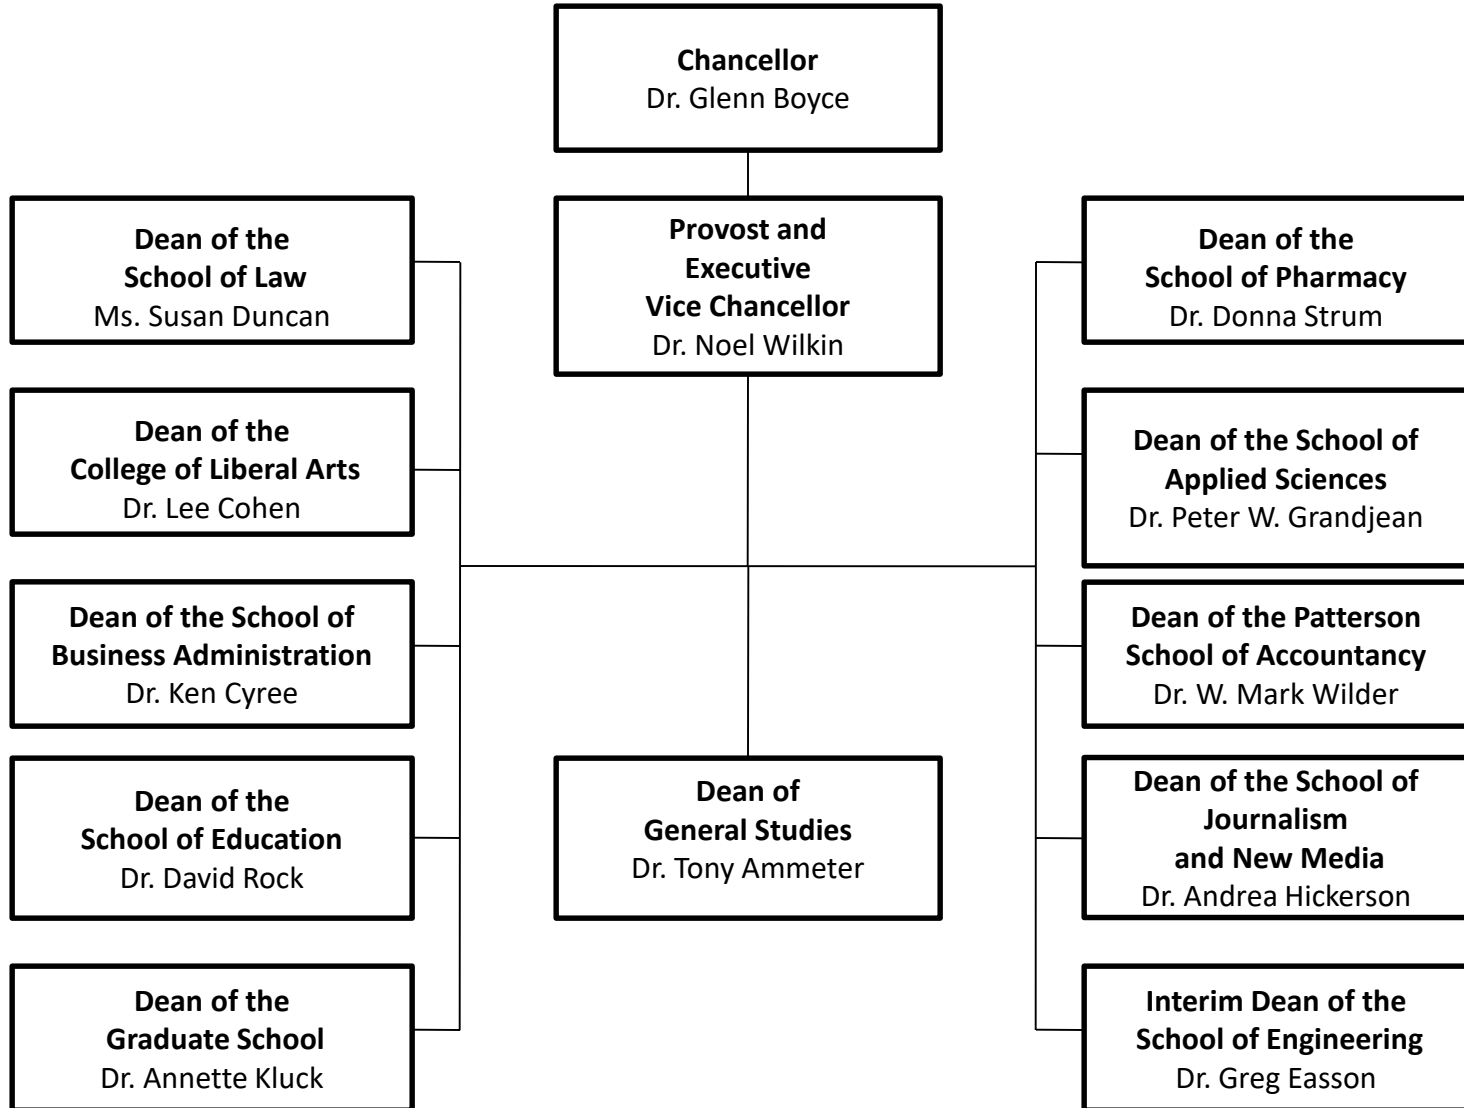 Chancellor
Dr. Glenn Boyce
Dean of the
School of Law
Ms. Susan Duncan
Provost and
Executive
Vice Chancellor
Dr. Noel Wilkin
Dean of the
School of Pharmacy
Dr. Donna Strum
Dean of the
College of Liberal Arts
Dr. Lee Cohen
Dean of the School of
Applied Sciences
Dr. Peter W. Grandjean
Dean of the School of
Business Administration
Dr. Ken Cyree
Dean of the Patterson
School of Accountancy
Dr. W. Mark Wilder
Dean of the
School of Education
Dr. David Rock
Dean of
General Studies
Dr. Tony Ammeter
Dean of the School of
Journalism
and New Media
Dr. Andrea Hickerson
Dean of the
Graduate School
Dr. Annette Kluck
Interim Dean of the
School of Engineering
Dr. Greg Easson